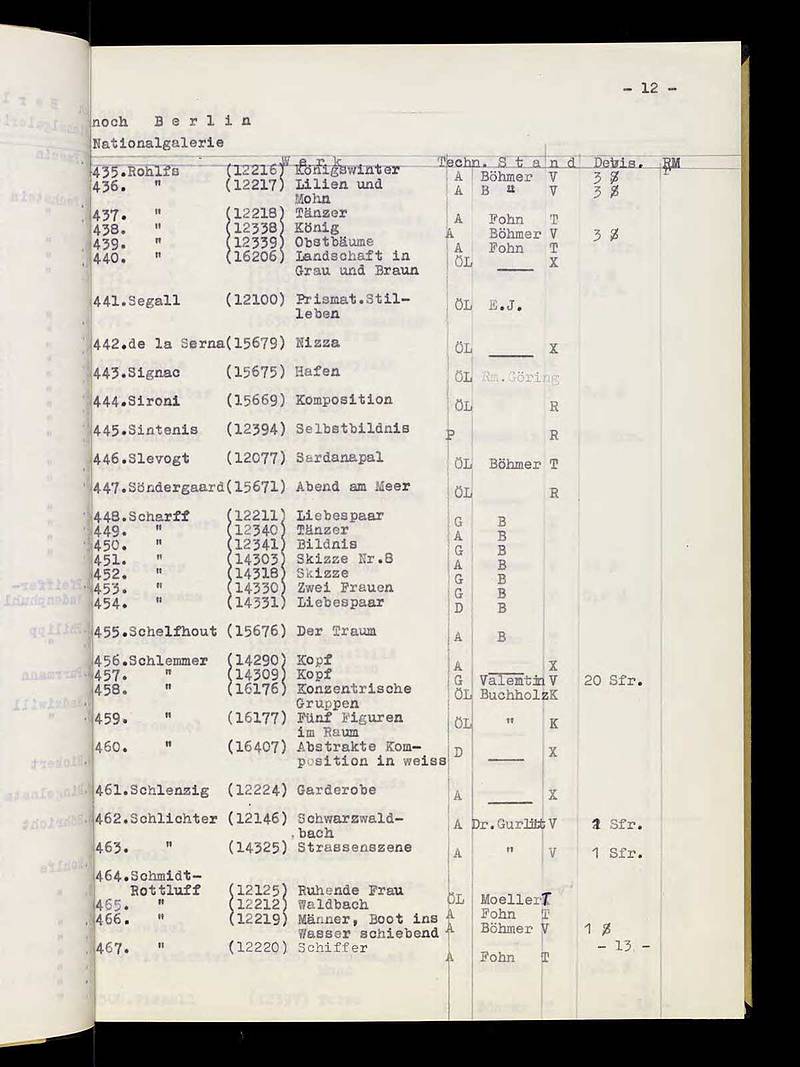 - 12 -
noch B e r l i n
Nationalgalerie
W e r k Techn. S t a n d Devis. RM
435.Rohlfs (12216) Königswinter A Böhmer V 3 $
436. " (12217) Lilien und A B " V 3 $
Mohn
437. " (12218) Tänzer A Fohn T
438. " (12338) König A Böhmer V 3 $
439. " (12339) Obstbäume A Fohn T
440. " (16206) Landschaft in ÖL ____ X
Grau und Braun
441.Segall (12100) Prismat.Stil- ÖL E.J.
leben
442.de la Serna(15679) Nizza ÖL ____ X
443.Signac (15675) Hafen ÖL Rm.Göring
444.Sironi (15669) Komposition ÖL R
445.Sintenis (12394) Selbstbildnis P R
446.Slevogt (12077) Sardanapal ÖL Böhmer T
447.Söndergaard(15671) Abend am Meer ÖL R
448.Scharff (12211) Liebespaar G B
449. " (12340) Tänzer A B
450. " (12341) Bildnis G B
451. " (14303) Skizze Nr.8 A B
452. " (14318) Skizze G B
453. " (14330) Zwei Frauen G B
454. " (14331) Liebespaar D B
455.Schelfhout (15676) Der Traum A B
456.Schlemmer (14290) Kopf A ____ X
457. " (14309) Kopf G Valentin V 20 Sfr.
458. " (16176) Konzentrische ÖL Buchholz K
Gruppen
459. " (16177) Fünf Figuren ÖL " K
im Raum
460. " (16407) Abstrakte Kom- D ____ X
position in weiss
461.Schlenzig (12224) Garderobe A ____ X
462.Schlichter (12146) Schwarzwald- A Dr.Gurlitt V 1 Sfr.
bach
463. " (14325) Strassenszene A " V 1 Sfr.
464.Schmidt-
Rottluff (12125) Ruhende Frau ÖL Moeller T
465. " (12212) Waldbach A Fohn T
466. " (12219) Männer, Boot ins A Böhmer V 1 $
Wasser schiebend
467. " (12220) Schiffer A Fohn T
- 13 -